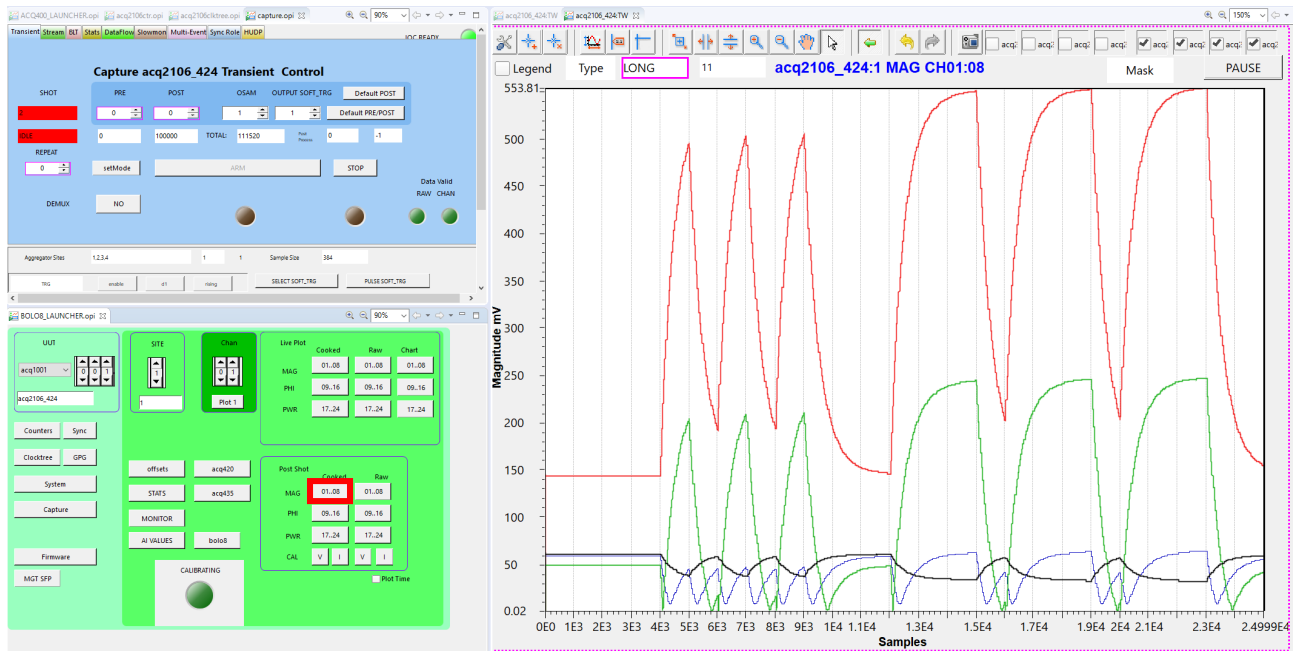 ACQ400_LAUNCHER.opi acq2106ctr.opi acq2106clktree.opi capture.opi 90%
Transient Stream BLT Stats DataFlow Slowmon Multi-Event Sync Role HUDP
IOC READY
Capture acq2106_424 Transient Control
SHOT PRE POST OSAM OUTPUT SOFT_TRG Default POST
0 0 1 1 Default PRE/POST
IDLE 0 100000 TOTAL: 111520 0 -1
REPEAT
0 setMode ARM STOP
Data Valid
RAW CHAN
DEMUX NO
Aggregator Sites 1,2,3,4 1 1 Sample Size 384
TRG enable d1 rising SELECT SOFT_TRG PULSE SOFT_TRG
BOLO8_LAUNCHER.opi 90%
UUT SITE Chan Live Plot
Cooked Raw Chart
acq1001 0 0 1 1 0 1 MAG 01..08 01..08 01..08
PHI 09..16 09..16 09..16
acq2106_424 1 Plot 1 PWR 17..24 17..24 17..24
Counters Sync
Clocktree GPG
System
Capture
Firmware
MGT SFP
offsets acq420
STATS acq435
MONITOR
AI VALUES bolo8
CALIBRATING
Post Shot
Cooked Raw
MAG 01..08 01..08
PHI 09..16 09..16
PWR 17..24 17..24
CAL V I V I
Plot Time
acq2106_424:TW acq2106_424:TW 150%
acq2 acq2 acq2 acq2 acq2 acq2 acq2 acq2
Legend Type LONG 11 acq2106_424:1 MAG CH01:08 Mask PAUSE
553.81
500
450
400
350
300
250
200
150
100
50
0.02
Magnitude mV
0E0 1E3 2E3 3E3 4E3 5E3 6E3 7E3 8E3 9E3 1E4 1.1E4 1.3E4 1.5E4 1.7E4 1.9E4 2E4 2.1E4 2.3E4 2.4999E4
Samples